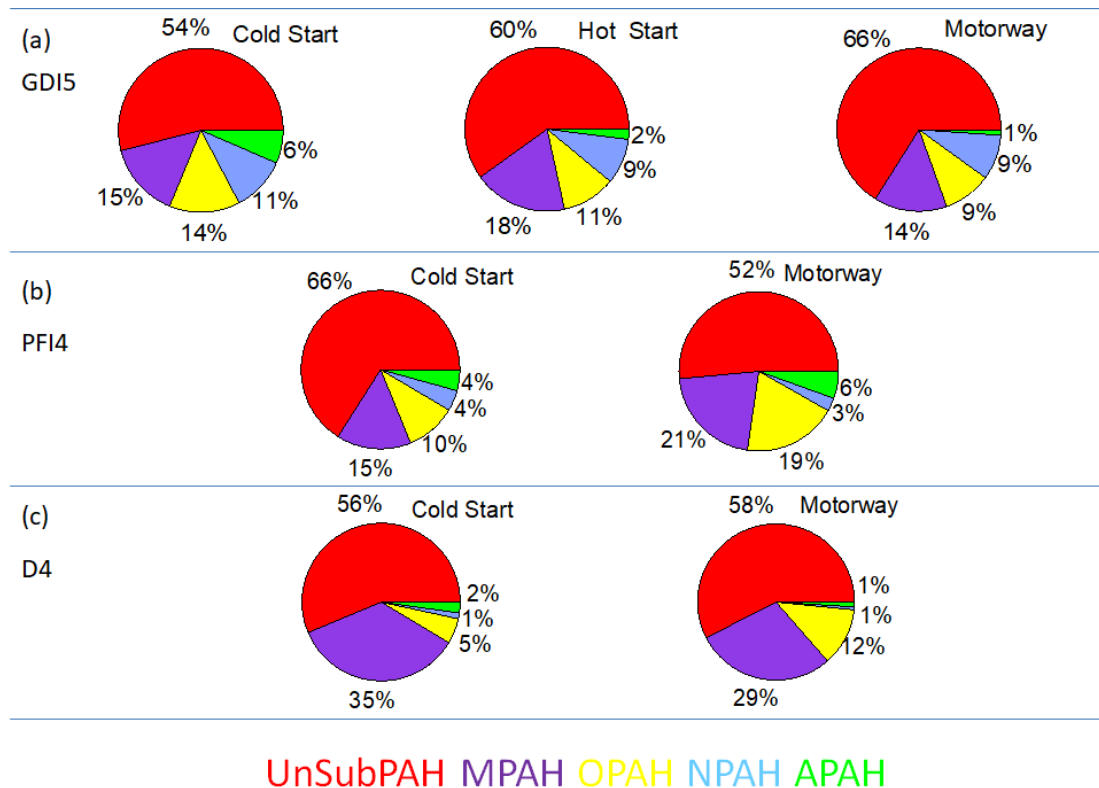 (a)
GDI5
54%
Cold Start
6%
11%
14%
15%
60%
Hot Start
2%
9%
11%
18%
66%
Motorway
1%
9%
9%
14%
(b)
PFI4
66%
Cold Start
4%
4%
10%
15%
52%
Motorway
6%
3%
19%
21%
(c)
D4
56%
Cold Start
2%
1%
5%
35%
58%
Motorway
1%
1%
12%
29%
UnSubPAH MPAH OPAH NPAH APAH